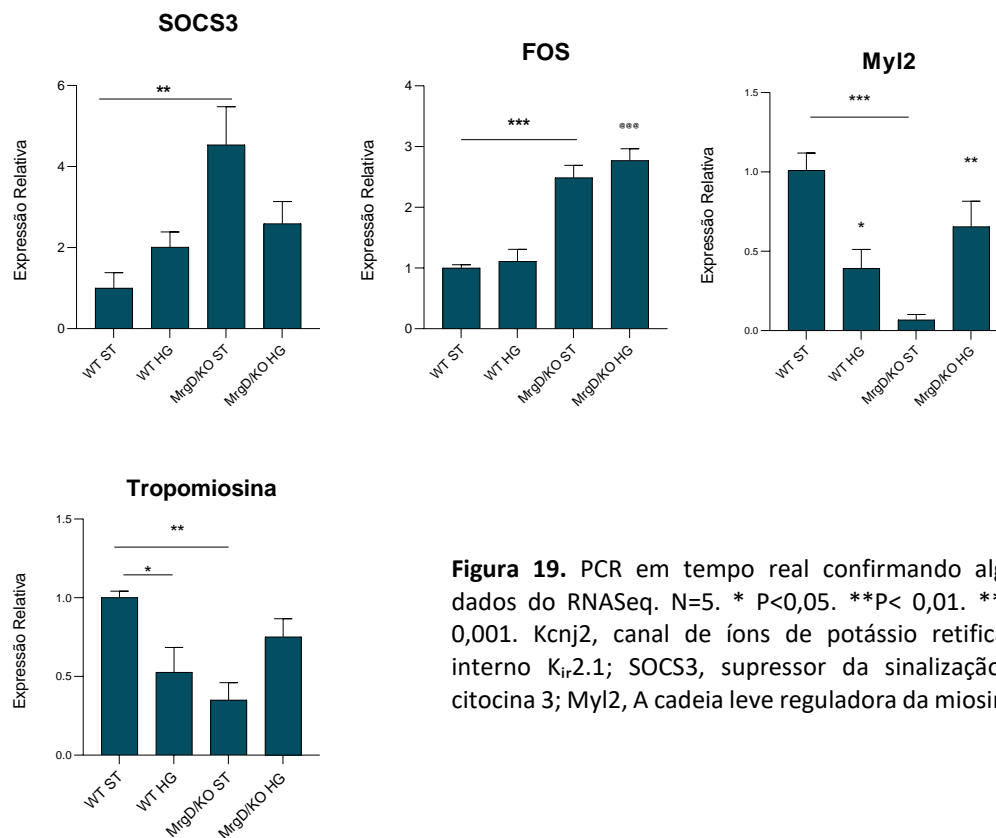 SOCS3
**
6
4
2
0
Expressão Relativa
WT ST
WT HG
MrgD/KO ST
MrgD/KO HG
FOS
***
@@@
4
3
2
1
0
Expressão Relativa
WT ST
WT HG
MrgD/KO ST
MrgD/KO HG
Myl2
***
*
**
1.5
1.0
0.5
0.0
Expressão Relativa
WT ST
WT HG
MrgD/KO ST
MrgD/KO HG
Tropomiosina
**
*
1.5
1.0
0.5
0.0
Expressão Relativa
WT ST
WT HG
MrgD/KO ST
MrgD/KO HG
Figura 19. PCR em tempo real confirmando
dados do RNASeq. N=5. * P<0,05. **P< 0,01.
0,001. Kcnj2, canal de íons de potássio
interno Kir2.1; SOCS3, supressor da sinalização
citocina 3; Myl2, A cadeia leve reguladora da